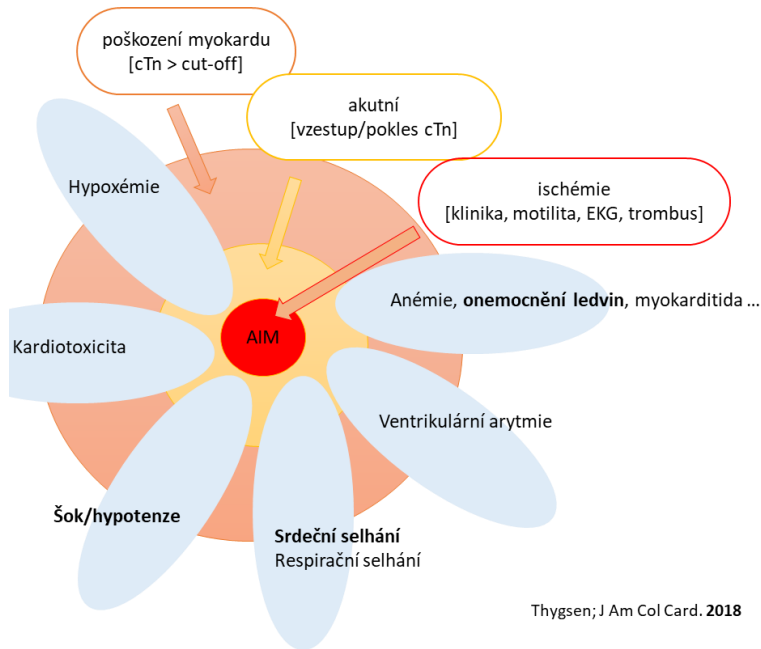 poškození myokardu
[cTn > cut-off]
akutní
[vzestup/pokles cTn]
ischémie
[klinika, motilita, EKG, trombus]
Hypoxémie
Anémie, onemocnění ledvin, myokarditida ...
AIM
Kardiotoxicita
Ventrikulární arytmie
Šok/hypotenze
Srdeční selhání
Respirační selhání
Thygsen; J Am Col Card. 2018